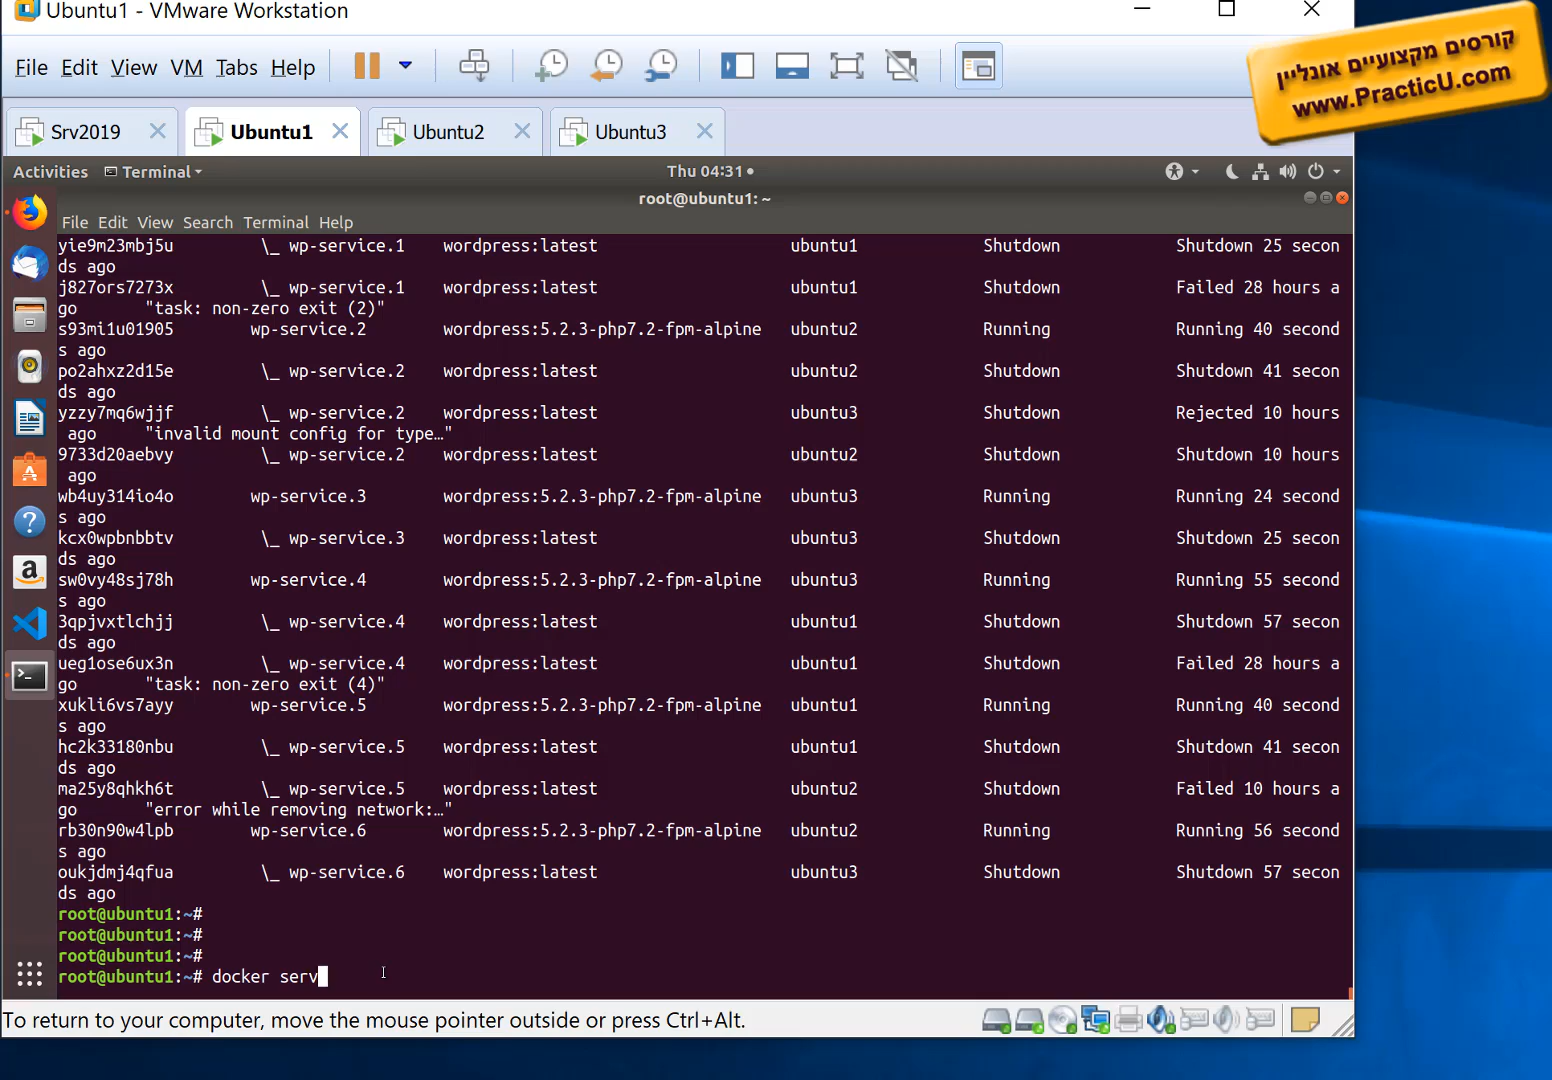 Ubuntu1 - VMware Workstation
File Edit View VM Tabs Help
קורסים מקצועיים אונליין
www.PracticU.com
Srv2019 Ubuntu1 Ubuntu2 Ubuntu3
Activities Terminal Thu 04:31
root@ubuntu1: ~
File Edit View Search Terminal Help
yie9m23mbj5u \_ wp-service.1 wordpress:latest ubuntu1 Shutdown Shutdown 25 secon
ds ago
j827ors7273x \_ wp-service.1 wordpress:latest ubuntu1 Shutdown Failed 28 hours a
go "task: non-zero exit (2)"
s93mi1u01905 wp-service.2 wordpress:5.2.3-php7.2-fpm-alpine ubuntu2 Running Running 40 second
s ago
po2ahxz2d15e \_ wp-service.2 wordpress:latest ubuntu2 Shutdown Shutdown 41 secon
ds ago
yzzy7mq6wjjf \_ wp-service.2 wordpress:latest ubuntu3 Shutdown Rejected 10 hours
ago "invalid mount config for type…"
9733d20aebvy \_ wp-service.2 wordpress:latest ubuntu2 Shutdown Shutdown 10 hours
ago
wb4uy314io4o wp-service.3 wordpress:5.2.3-php7.2-fpm-alpine ubuntu3 Running Running 24 second
s ago
kcx0wpbnbbtv \_ wp-service.3 wordpress:latest ubuntu3 Shutdown Shutdown 25 secon
ds ago
sw0vy48sj78h wp-service.4 wordpress:5.2.3-php7.2-fpm-alpine ubuntu3 Running Running 55 second
s ago
3qpjvxtlchjj \_ wp-service.4 wordpress:latest ubuntu1 Shutdown Shutdown 57 secon
ds ago
ueg1ose6ux3n \_ wp-service.4 wordpress:latest ubuntu1 Shutdown Failed 28 hours a
go "task: non-zero exit (4)"
xukli6vs7ayy wp-service.5 wordpress:5.2.3-php7.2-fpm-alpine ubuntu1 Running Running 40 second
s ago
hc2k33180nbu \_ wp-service.5 wordpress:latest ubuntu1 Shutdown Shutdown 41 secon
ds ago
ma25y8qhkh6t \_ wp-service.5 wordpress:latest ubuntu2 Shutdown Failed 10 hours a
go "error while removing network:…"
rb30n90w4lpb wp-service.6 wordpress:5.2.3-php7.2-fpm-alpine ubuntu2 Running Running 56 second
s ago
oukjdmj4qfua \_ wp-service.6 wordpress:latest ubuntu3 Shutdown Shutdown 57 secon
ds ago
root@ubuntu1:~#
root@ubuntu1:~#
root@ubuntu1:~#
root@ubuntu1:~# docker serv
To return to your computer, move the mouse pointer outside or press Ctrl+Alt.